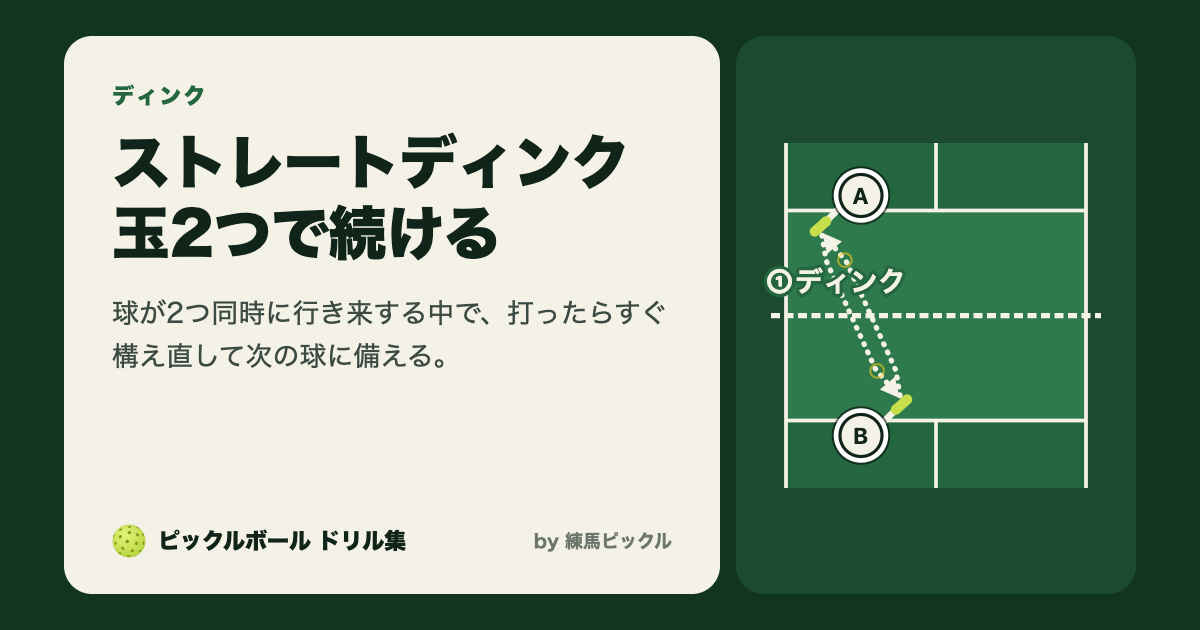 ディンク
ストレートディンク
玉2つで続ける
球が2つ同時に行き来する中で、打ったらすぐ
構え直して次の球に備える。
ピックルボール ドリル集
by 練馬ピックル
A
①ディンク
B